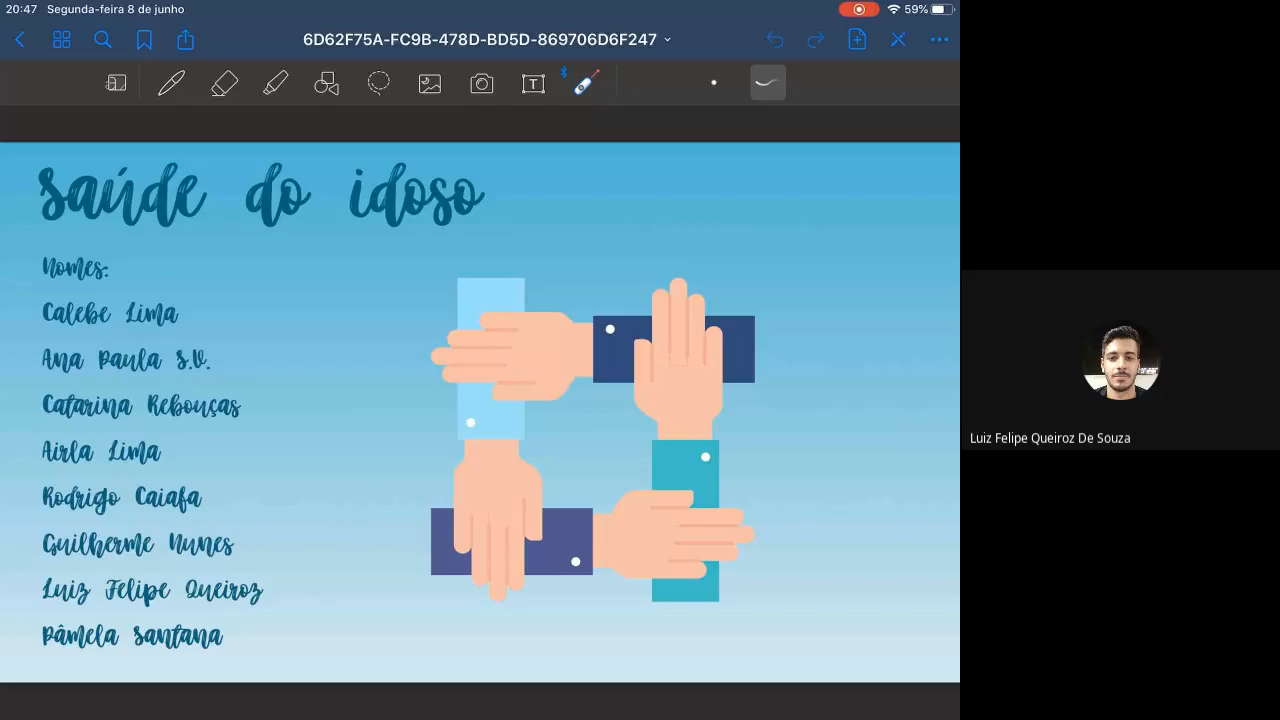 20:47 Segunda-feira 8 de junho
59%
6D62F75A-FC9B-478D-BD5D-869706D6F247
T
Saúde do idoso
Nomes:
Calebe Lima
Ana Paula S.V.
Catarina Rebouças
Airla Lima
Rodrigo Caiafa
Guilherme Nunes
Luiz Felipe Queiroz
Pâmela Santana
Luiz Felipe Queiroz De Souza